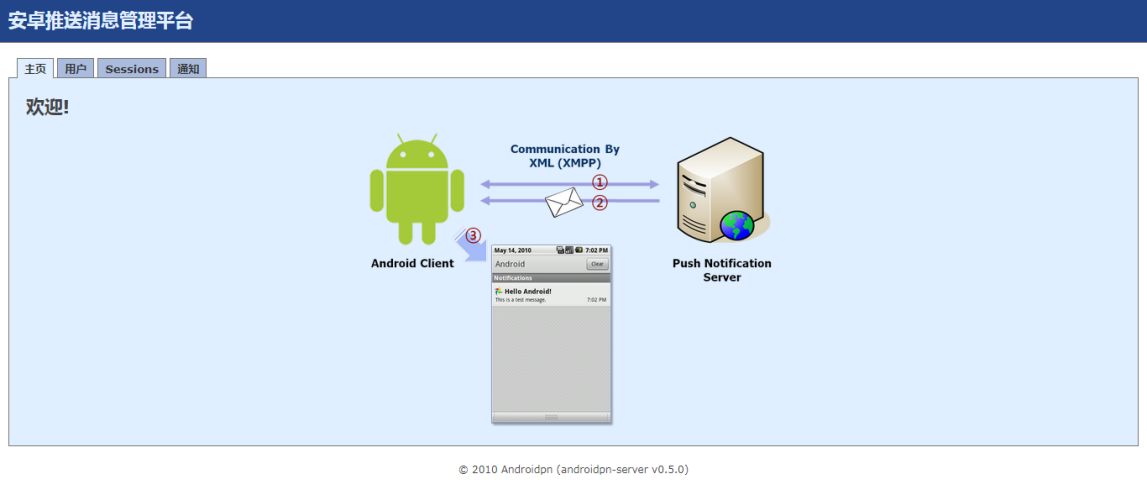 安卓推送消息管理平台
主页 用户 Sessions 通知
欢迎!
Communication By
XML (XMPP)
①
②
③
Android Client
Push Notification
Server
May 14, 2010 7:02 PM
Android Clear
Notifications
Hello Android!
This is a test message. 7:02 PM
© 2010 Androidpn (androidpn-server v0.5.0)